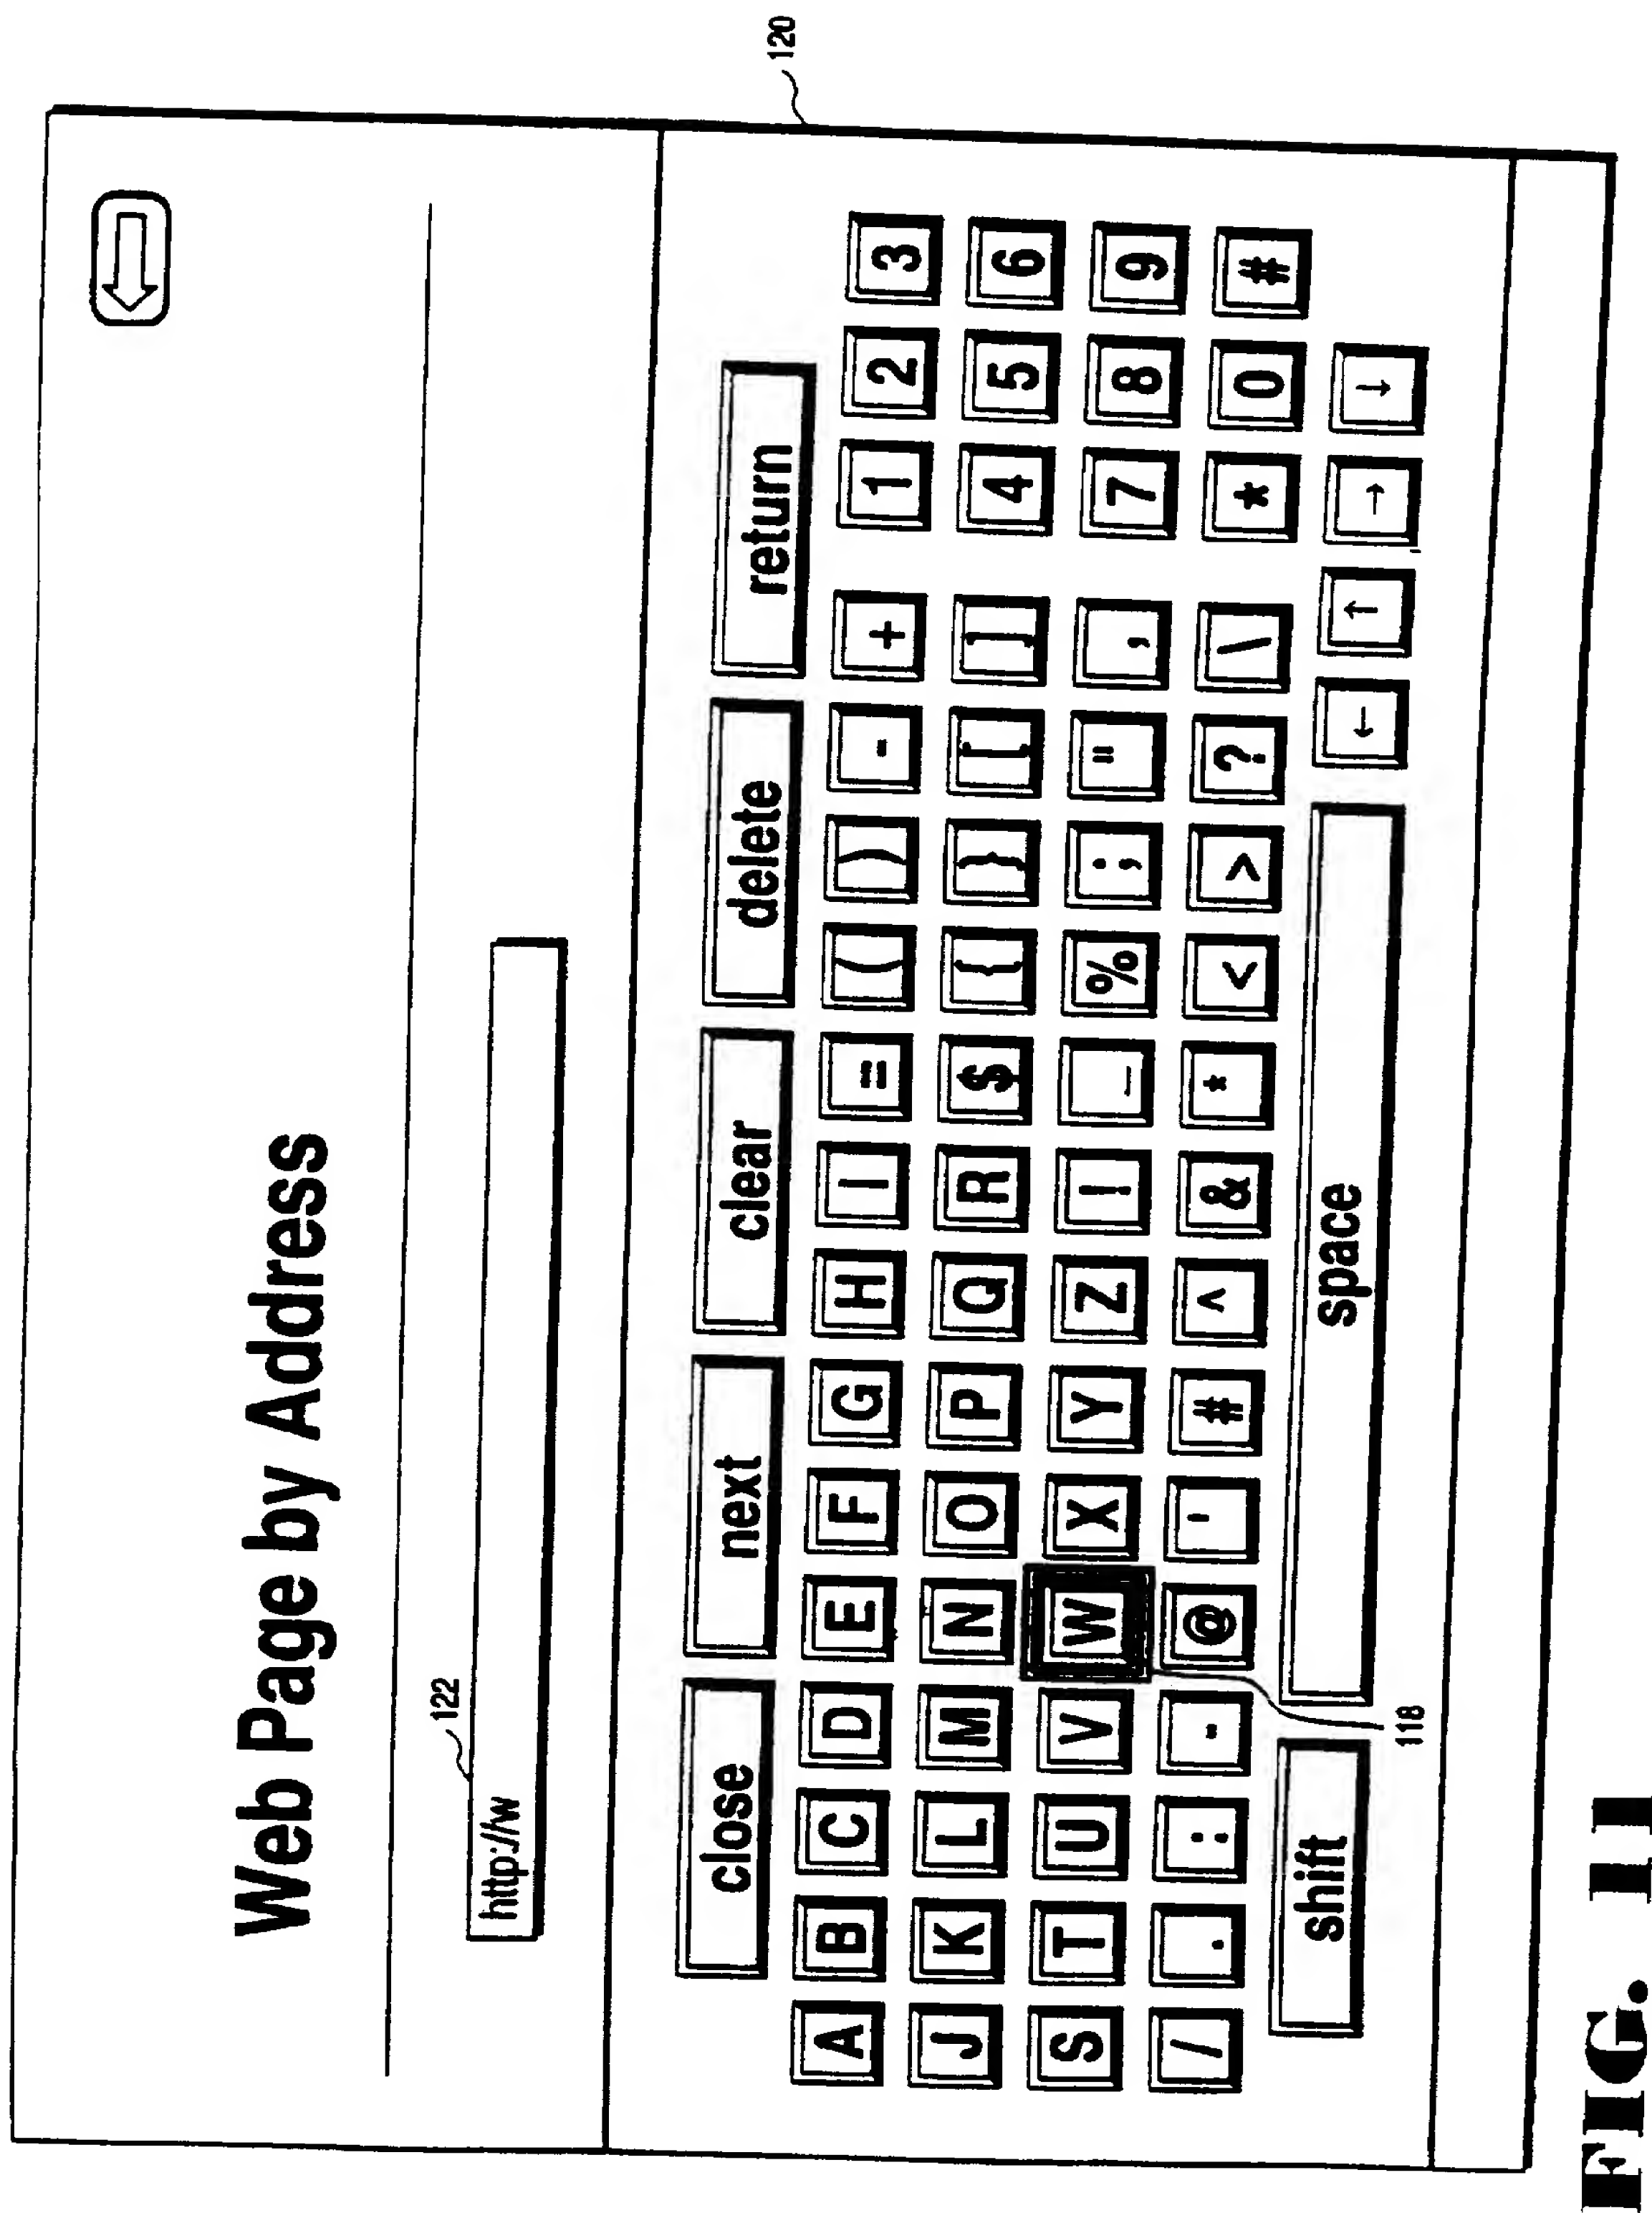 Web Page by Address
122
http://w
120
close next clear delete return
A B C D E F G H I = ( ) - + 1 2 3
J K L M N O P Q R $ { } [ ] 4 5 6
S T U V W X Y Z ! _ % ; " , 7 8 9
/ . : - @ ' # ^ & * < > ? \ * 0 #
shift space ← ↑ → ↓
118
FIG. 11